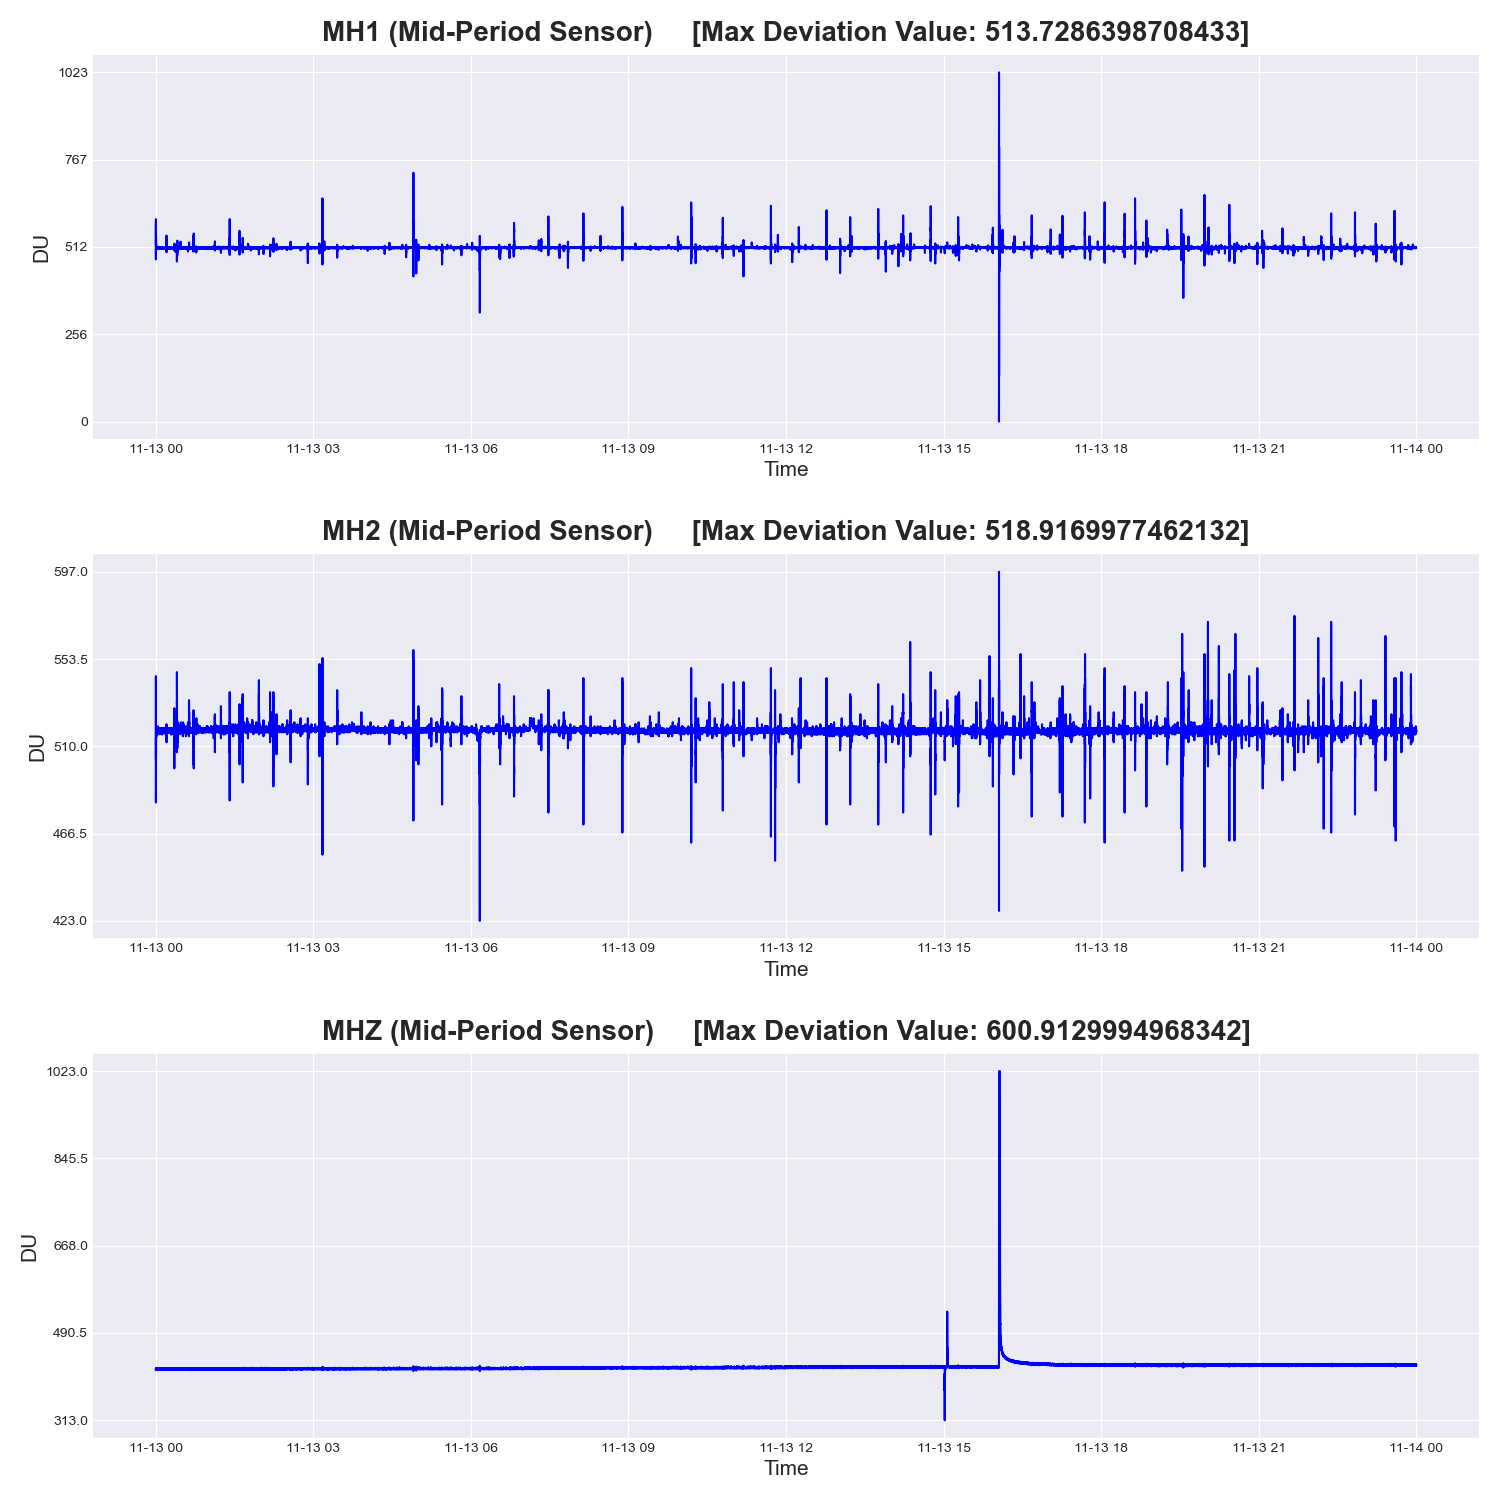 MH1 (Mid-Period Sensor) [Max Deviation Value: 513.7286398708433]
1023
767
512
256
0
DU
11-13 00 11-13 03 11-13 06 11-13 09 11-13 12 11-13 15 11-13 18 11-13 21 11-14 00
Time
MH2 (Mid-Period Sensor) [Max Deviation Value: 518.9169977462132]
597.0
553.5
510.0
466.5
423.0
DU
11-13 00 11-13 03 11-13 06 11-13 09 11-13 12 11-13 15 11-13 18 11-13 21 11-14 00
Time
MHZ (Mid-Period Sensor) [Max Deviation Value: 600.9129994968342]
1023.0
845.5
668.0
490.5
313.0
DU
11-13 00 11-13 03 11-13 06 11-13 09 11-13 12 11-13 15 11-13 18 11-13 21 11-14 00
Time